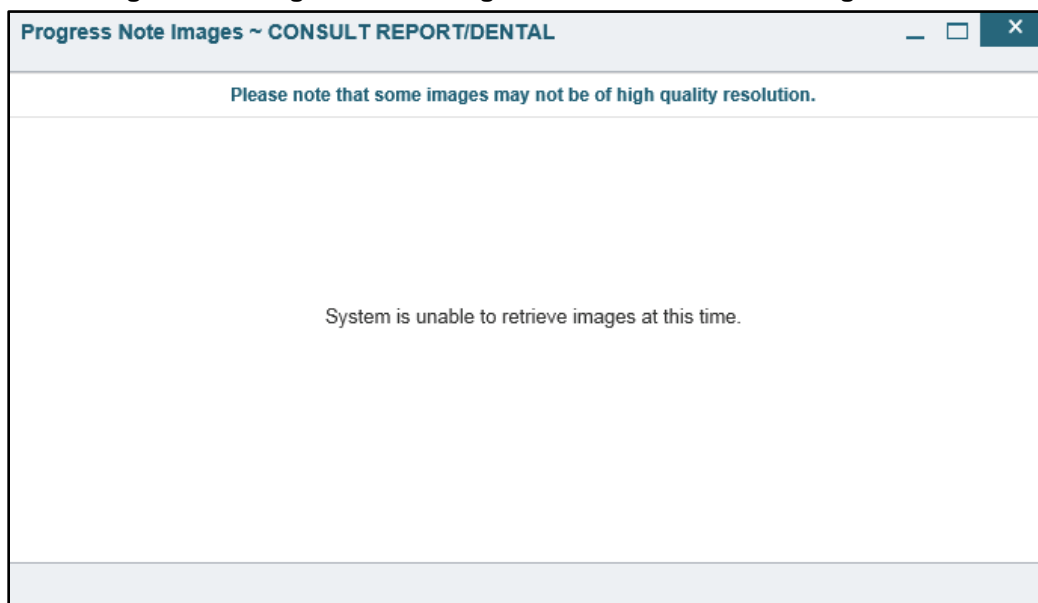 Progress Note Images ~ CONSULT REPORT/DENTAL
Please note that some images may not be of high quality resolution.
System is unable to retrieve images at this time.